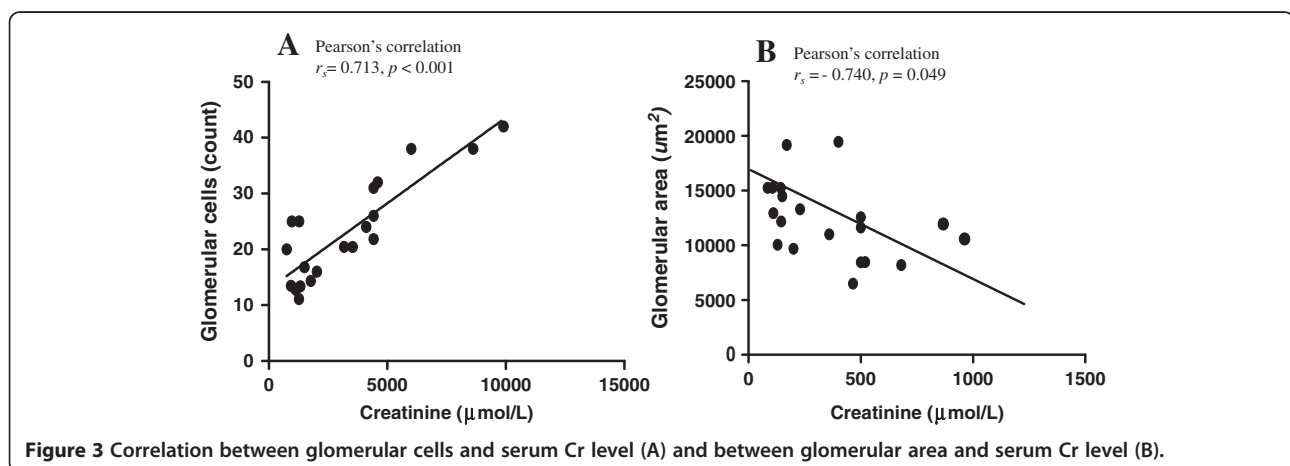 A Pearson's correlation
r_s= 0.713, p < 0.001
50
40
30
20
10
0
Glomerular cells (count)
0 5000 10000 15000
Creatinine (μmol/L)
B Pearson's correlation
r_s = - 0.740, p = 0.049
25000
20000
15000
10000
5000
0
Glomerular area (um²)
0 500 1000 1500
Creatinine (μmol/L)
Figure 3 Correlation between glomerular cells and serum Cr level (A) and between glomerular area and serum Cr level (B).